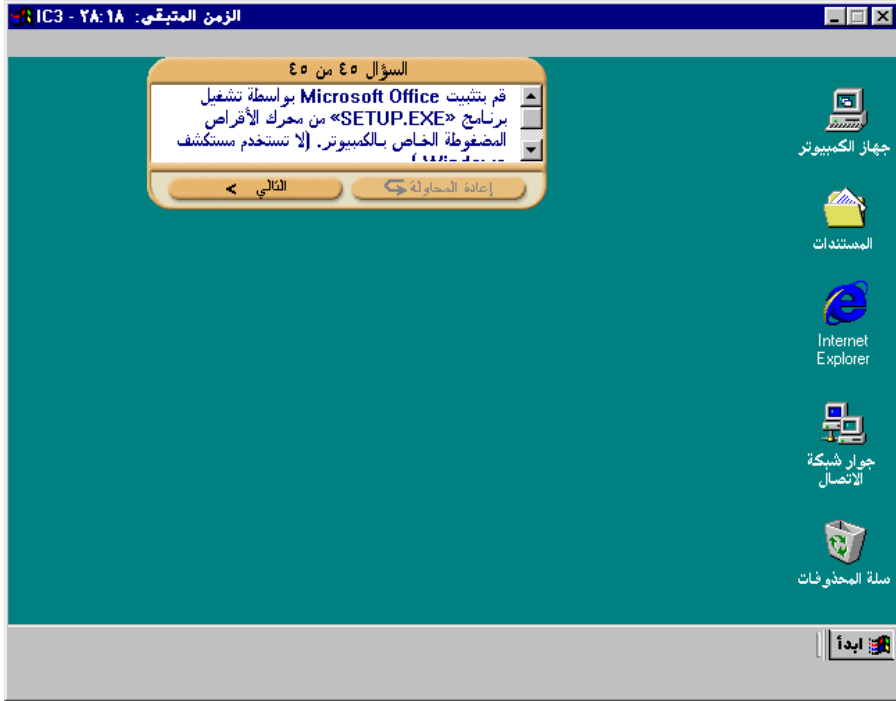 الزمن المتبقي: ٢٨:١٨ - IC3
السؤال ٤٥ من ٤٥
قم بتثبيت Microsoft Office بواسطة تشغيل
برنامج «SETUP.EXE» من محرك الأقراص
المضغوطة الخاص بالكمبيوتر. (لا تستخدم مستكشف
إعادة المحاولة
التالي >
جهاز الكمبيوتر
المستندات
Internet
Explorer
جوار شبكة
الاتصال
سلة المحذوفات
ابدأ